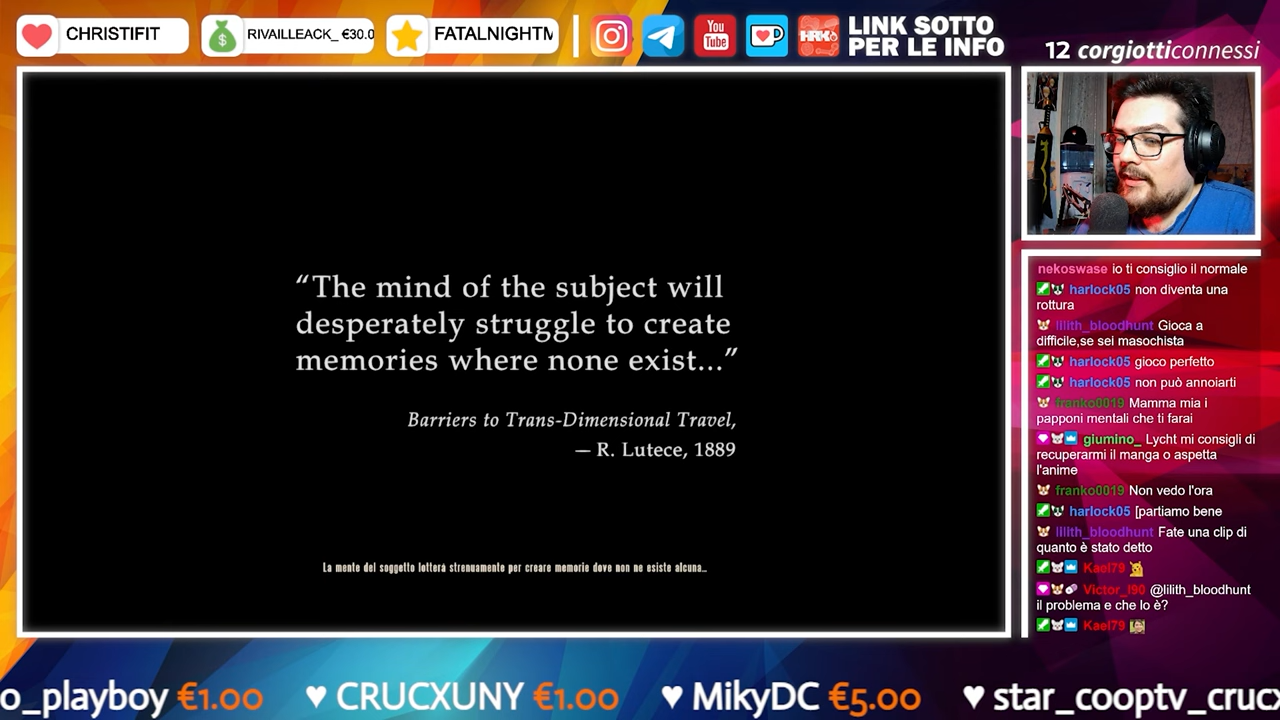 CHRISTIFIT
RIVAILLEACK_ €30.0
FATALNIGHTM
You
Tube
HRK
LINK SOTTO
PER LE INFO
12 corgiotticonnessi
“The mind of the subject will
desperately struggle to create
memories where none exist...”
Barriers to Trans-Dimensional Travel,
— R. Lutece, 1889
La mente del soggetto lotterà strenuamente per creare memorie dove non ne esiste alcuna...
nekoswase io ti consiglio il normale
harlock05 non diventa una
rottura
lilith_bloodhunt Gioca a
difficile,se sei masochista
harlock05 gioco perfetto
harlock05 non può annoiarti
franko0019 Mamma mia i
papponi mentali che ti farai
giumino_ Lycht mi consigli di
recuperarmi il manga o aspetta
l'anime
franko0019 Non vedo l'ora
harlock05 [partiamo bene
lilith_bloodhunt Fate una clip di
quanto è stato detto
Kael79
Victor_I90 @lilith_bloodhunt
il problema e che lo è?
Kael79
o_playboy €1.00 ♥ CRUCXUNY €1.00 ♥ MikyDC €5.00 ♥ star_cooptv_crucx